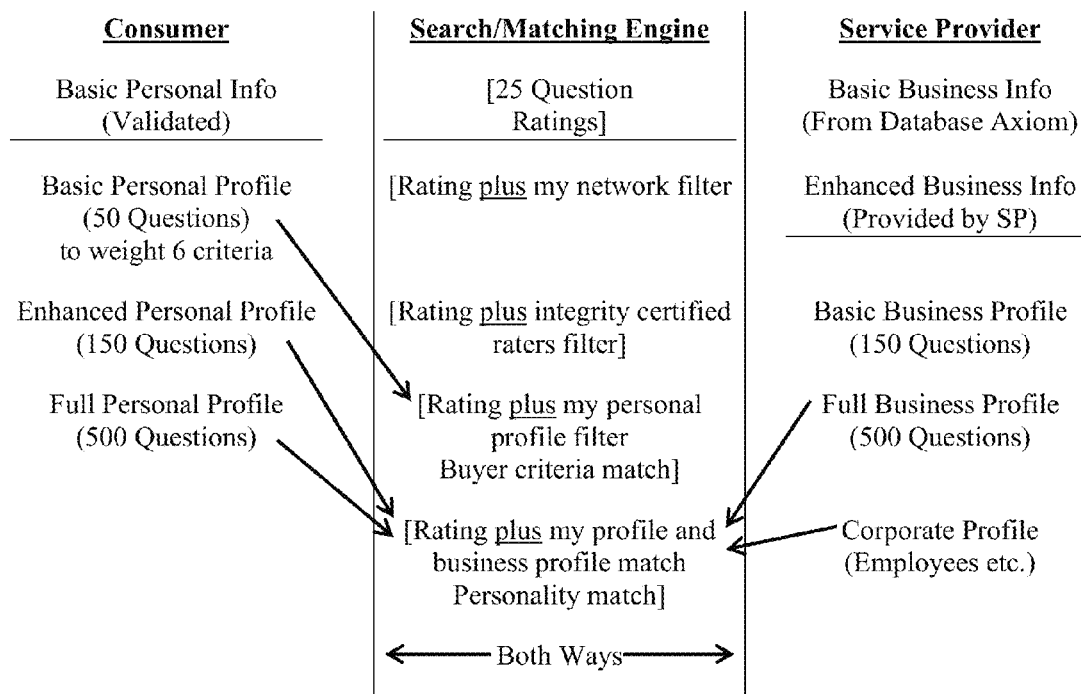 Consumer
Basic Personal Info
(Validated)
Basic Personal Profile
(50 Questions)
to weight 6 criteria
Enhanced Personal Profile
(150 Questions)
Full Personal Profile
(500 Questions)
Search/Matching Engine
[25 Question
Ratings]
[Rating plus my network filter
[Rating plus integrity certified
raters filter]
[Rating plus my personal
profile filter
Buyer criteria match]
[Rating plus my profile and
business profile match
Personality match]
Both Ways
Service Provider
Basic Business Info
(From Database Axiom)
Enhanced Business Info
(Provided by SP)
Basic Business Profile
(150 Questions)
Full Business Profile
(500 Questions)
Corporate Profile
(Employees etc.)